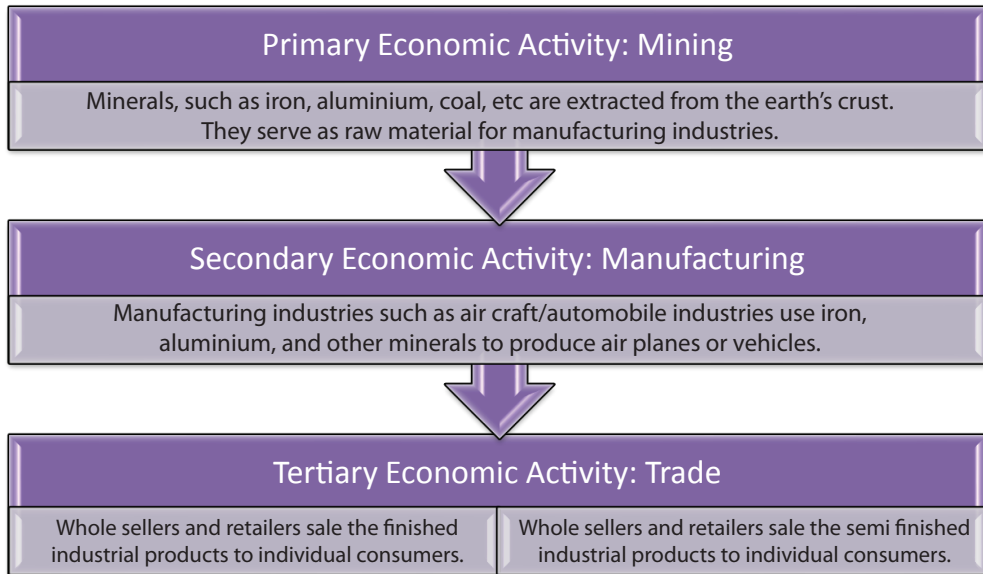 Primary Economic Activity: Mining
Minerals, such as iron, aluminium, coal, etc are extracted from the earth's crust.
They serve as raw material for manufacturing industries.
Secondary Economic Activity: Manufacturing
Manufacturing industries such as air craft/automobile industries use iron,
aluminium, and other minerals to produce air planes or vehicles.
Tertiary Economic Activity: Trade
Whole sellers and retailers sale the finished
industrial products to individual consumers.
Whole sellers and retailers sale the semi finished
industrial products to individual consumers.